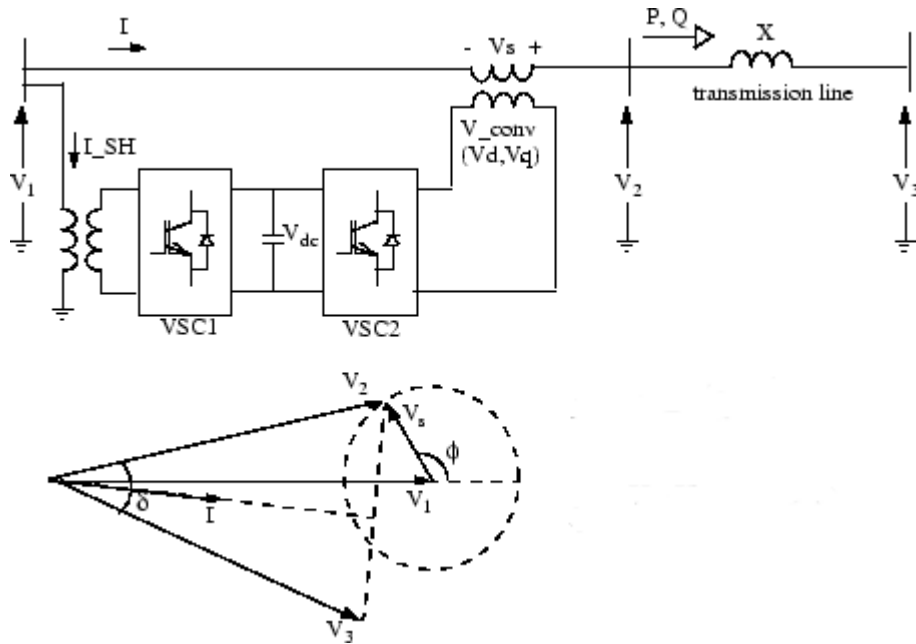 I
- Vs +
P, Q
X
transmission line
V_conv
(Vd,Vq)
I_SH
V1
V2
V3
Vdc
VSC1
VSC2
V2
Vs
ϕ
V1
δ
I
V3